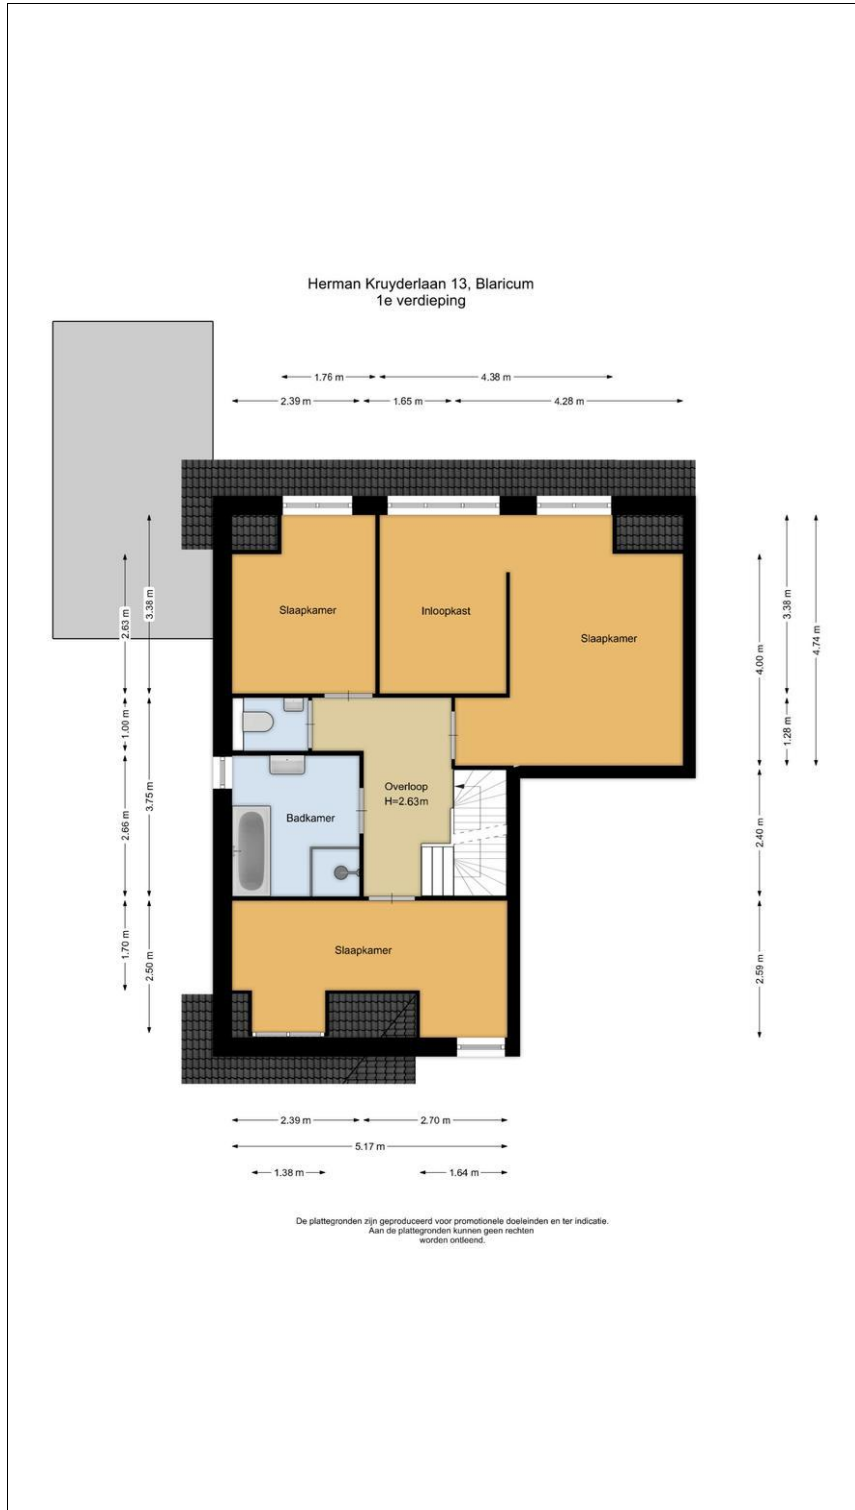 Herman Kruyderlaan 13, Blaricum
1e verdieping
1.76 m
4.38 m
2.39 m
1.65 m
4.28 m
Slaapkamer
Inloopkast
Slaapkamer
2.63 m
3.38 m
4.00 m
3.38 m
4.74 m
1.00 m
1.28 m
Overloop
H=2.63m
Badkamer
2.66 m
3.75 m
2.40 m
Slaapkamer
1.70 m
2.50 m
2.59 m
2.39 m
2.70 m
5.17 m
1.38 m
1.64 m
De plattegronden zijn geproduceerd voor promotionele doeleinden en ter indicatie.
Aan de plattegronden kunnen geen rechten
worden ontleend.